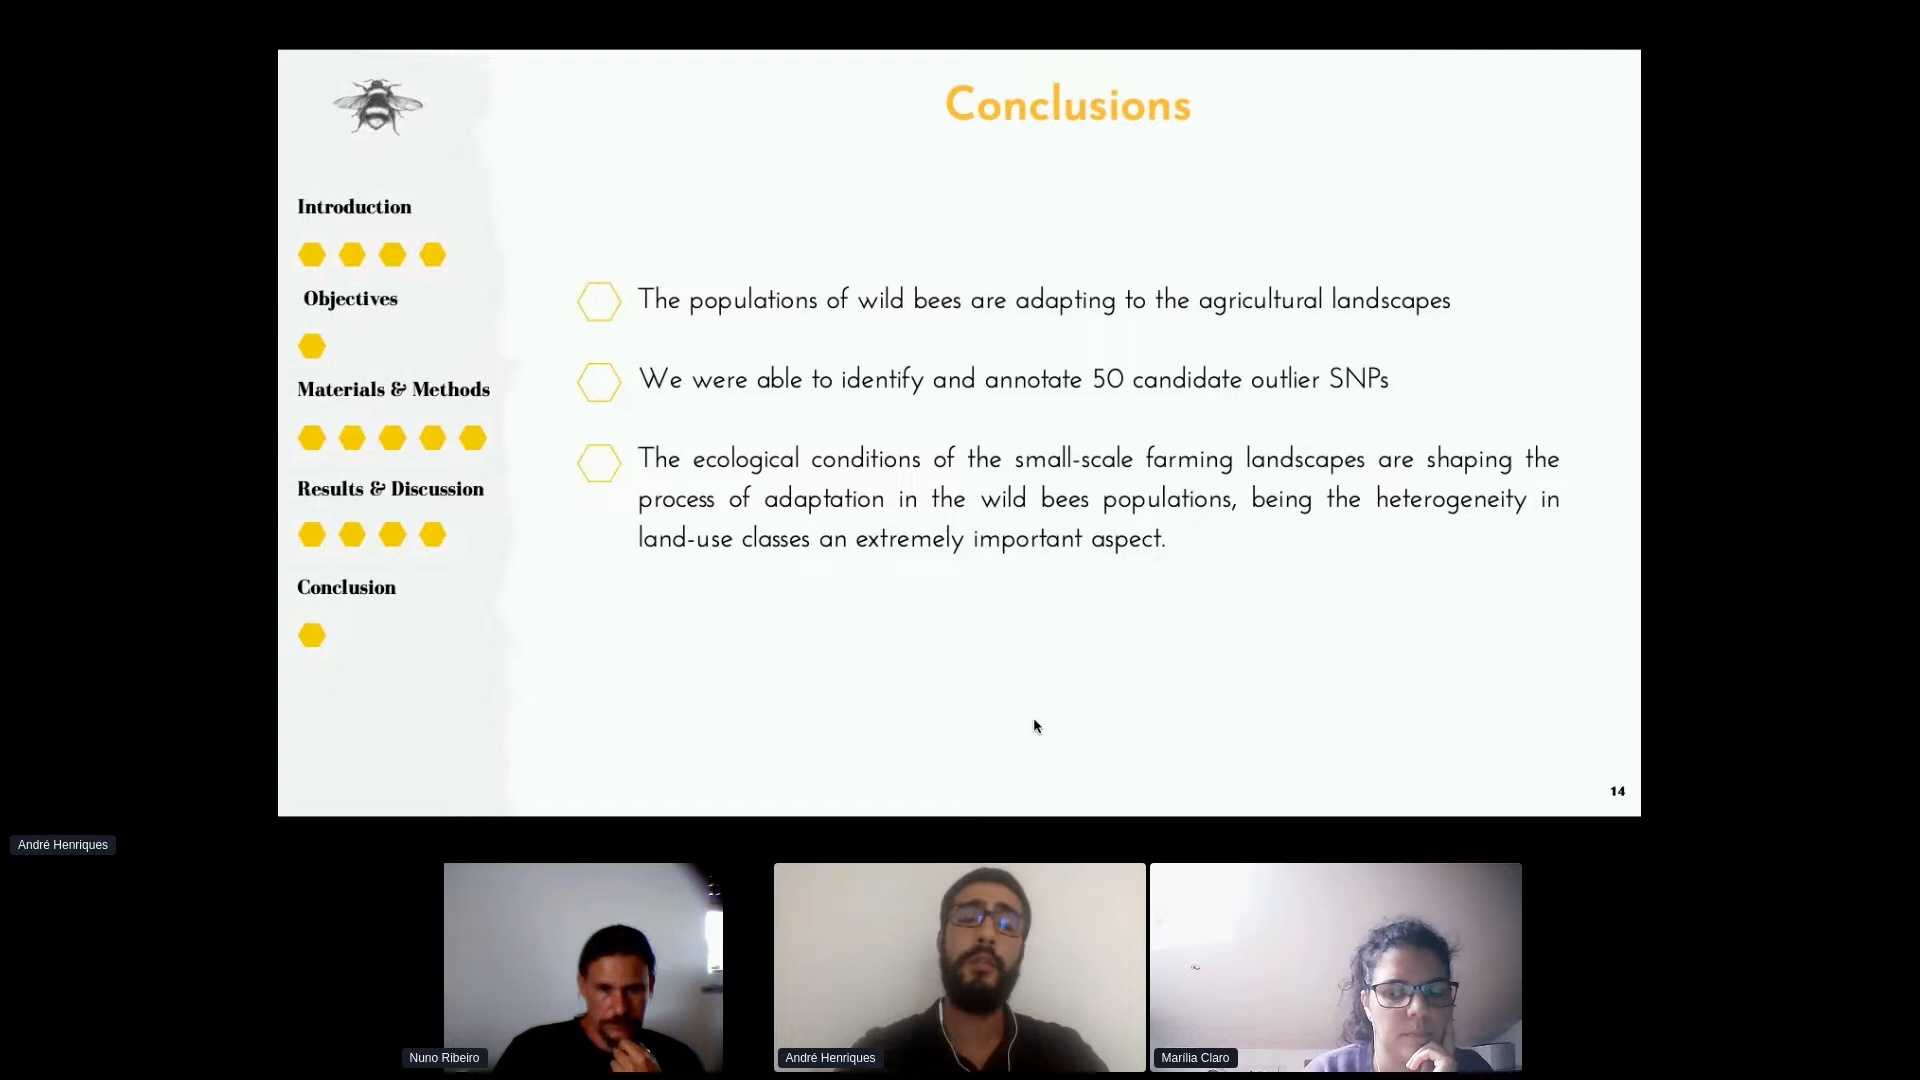 Conclusions
Introduction
Objectives
Materials & Methods
Results & Discussion
Conclusion
The populations of wild bees are adapting to the agricultural landscapes
We were able to identify and annotate 50 candidate outlier SNPs
The ecological conditions of the small-scale farming landscapes are shaping the
process of adaptation in the wild bees populations, being the heterogeneity in
land-use classes an extremely important aspect.
14
André Henriques
Nuno Ribeiro
André Henriques
Marília Claro